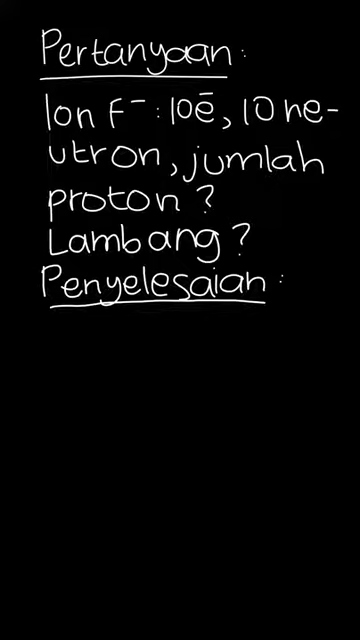 Pertanyaan :
Ion F⁻ : 10ē, 10 ne-
utron, jumlah
proton ?
Lambang ?
Penyelesaian :